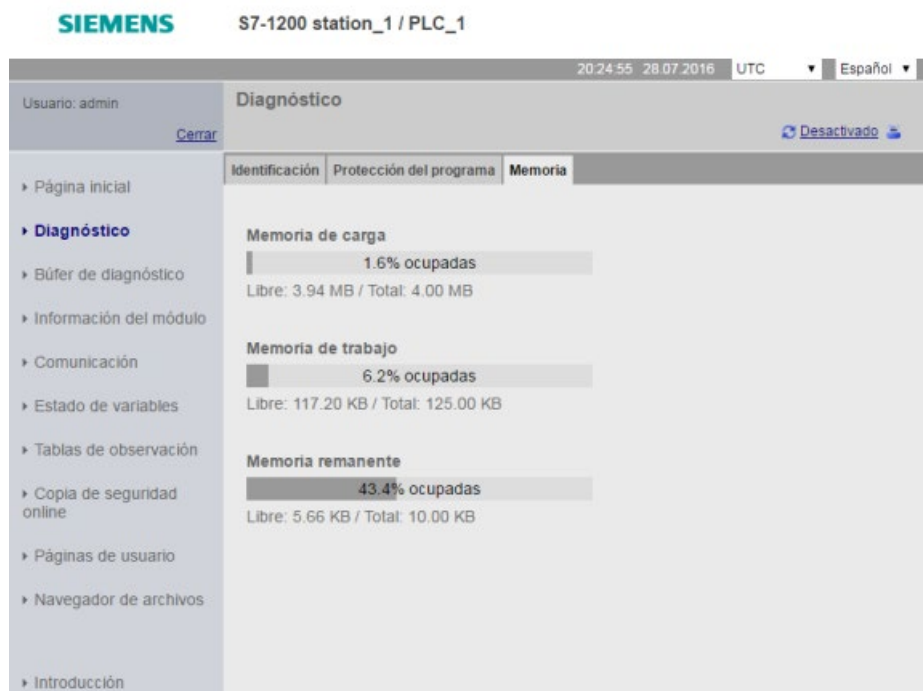 SIEMENS S7-1200 station_1 / PLC_1
20:24:55 28.07.2016 UTC Español
Usuario: admin
Cerrar
Diagnóstico
Desactivado
Identificación Protección del programa Memoria
Página inicial
Diagnóstico
Búfer de diagnóstico
Información del módulo
Comunicación
Estado de variables
Tablas de observación
Copia de seguridad
online
Páginas de usuario
Navegador de archivos
Introducción
Memoria de carga
1.6% ocupadas
Libre: 3.94 MB / Total: 4.00 MB
Memoria de trabajo
6.2% ocupadas
Libre: 117.20 KB / Total: 125.00 KB
Memoria remanente
43.4% ocupadas
Libre: 5.66 KB / Total: 10.00 KB